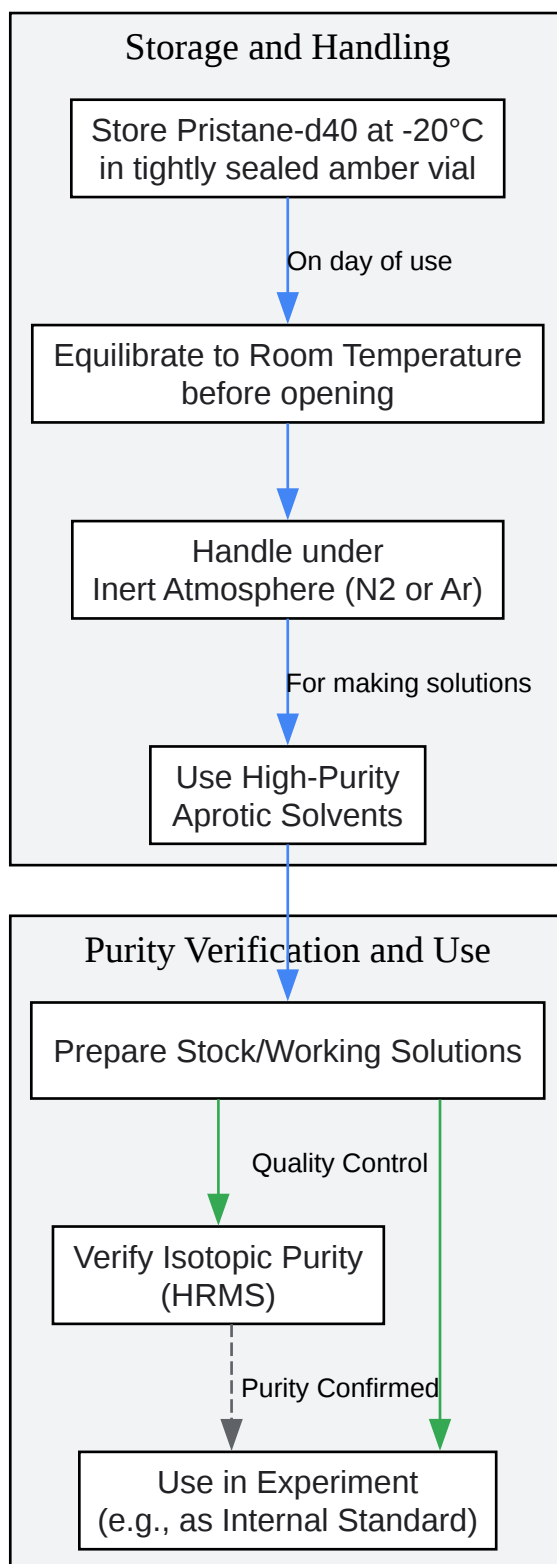 Storage and Handling
Store Pristane-d40 at -20°C
in tightly sealed amber vial
On day of use
Equilibrate to Room Temperature
before opening
Handle under
Inert Atmosphere (N2 or Ar)
For making solutions
Use High-Purity
Aprotic Solvents
Purity Verification and Use
Prepare Stock/Working Solutions
Quality Control
Verify Isotopic Purity
(HRMS)
Purity Confirmed
Use in Experiment
(e.g., as Internal Standard)